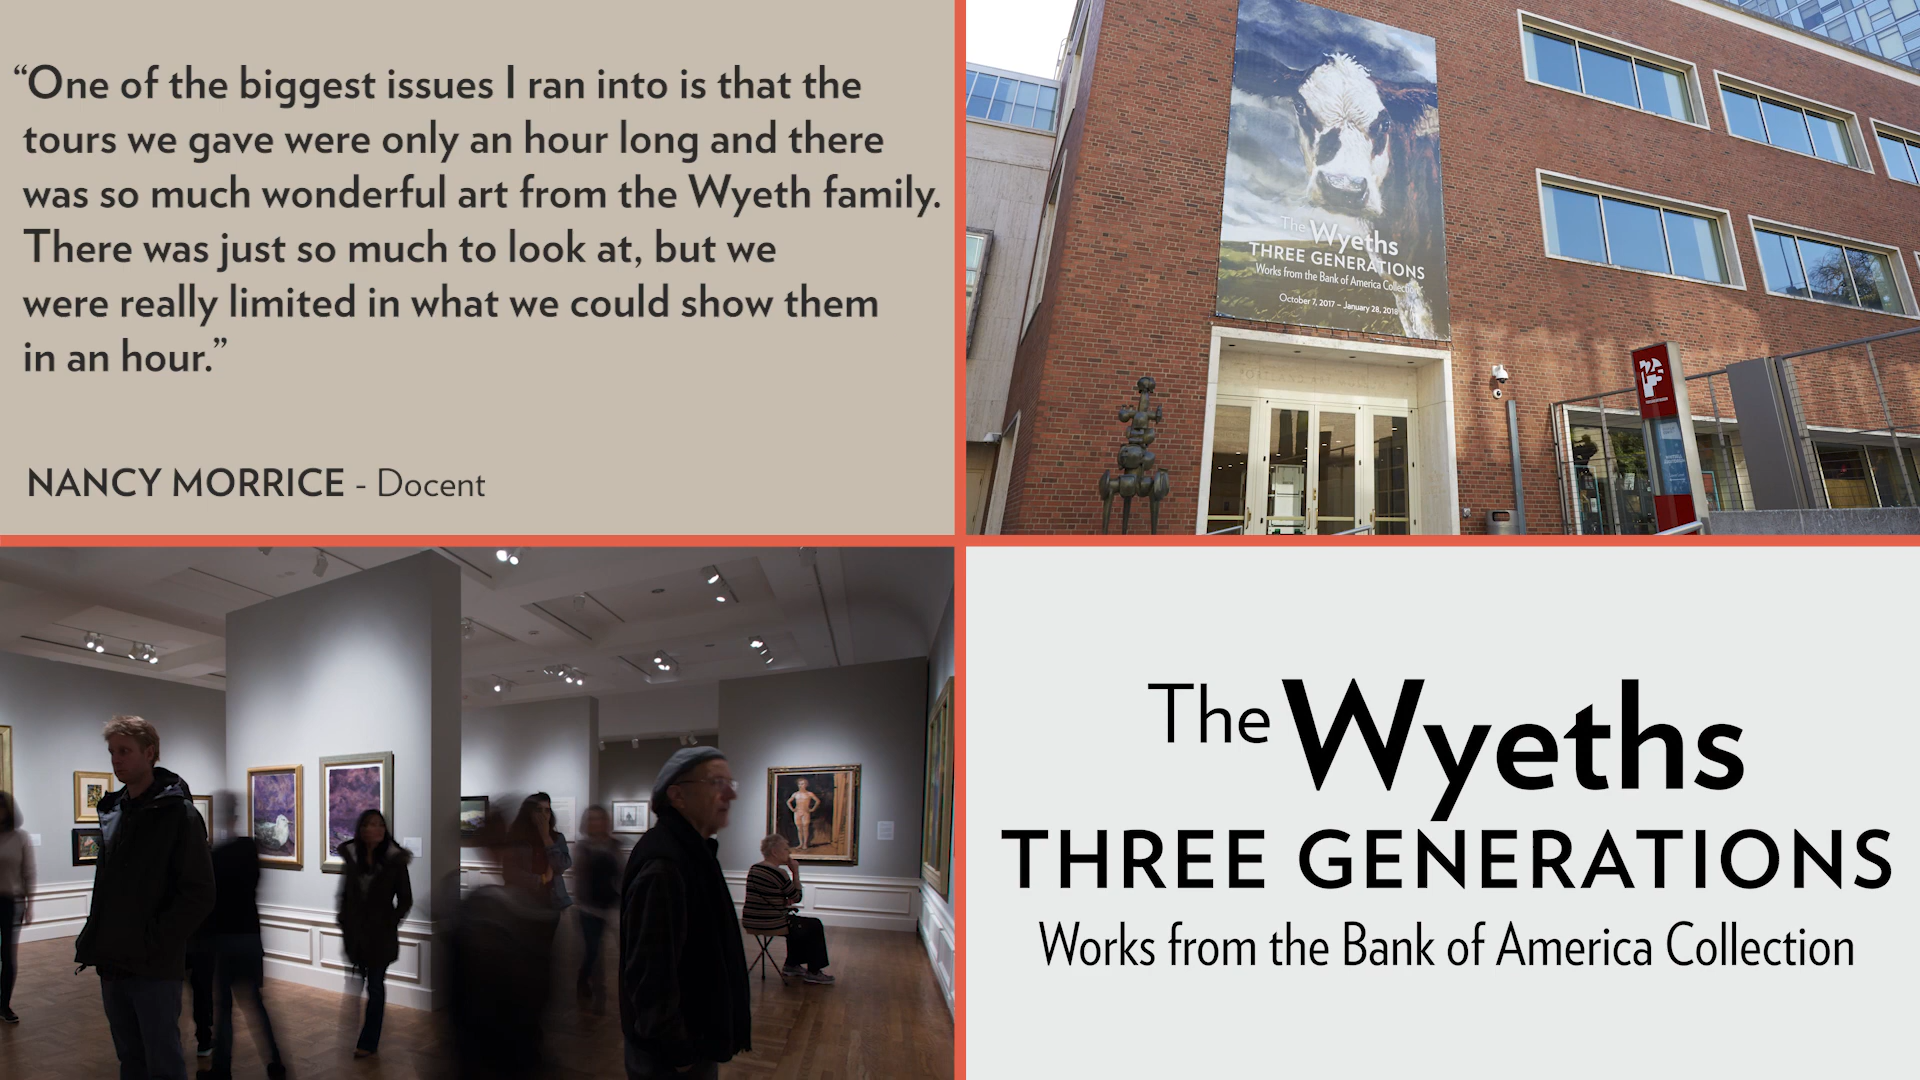 “One of the biggest issues I ran into is that the
tours we gave were only an hour long and there
was so much wonderful art from the Wyeth family.
There was just so much to look at, but we
were really limited in what we could show them
in an hour.”
NANCY MORRICE - Docent
The Wyeths
THREE GENERATIONS
Works from the Bank of America Collection
October 7, 2017 – January 28, 2018
The Wyeths
THREE GENERATIONS
Works from the Bank of America Collection